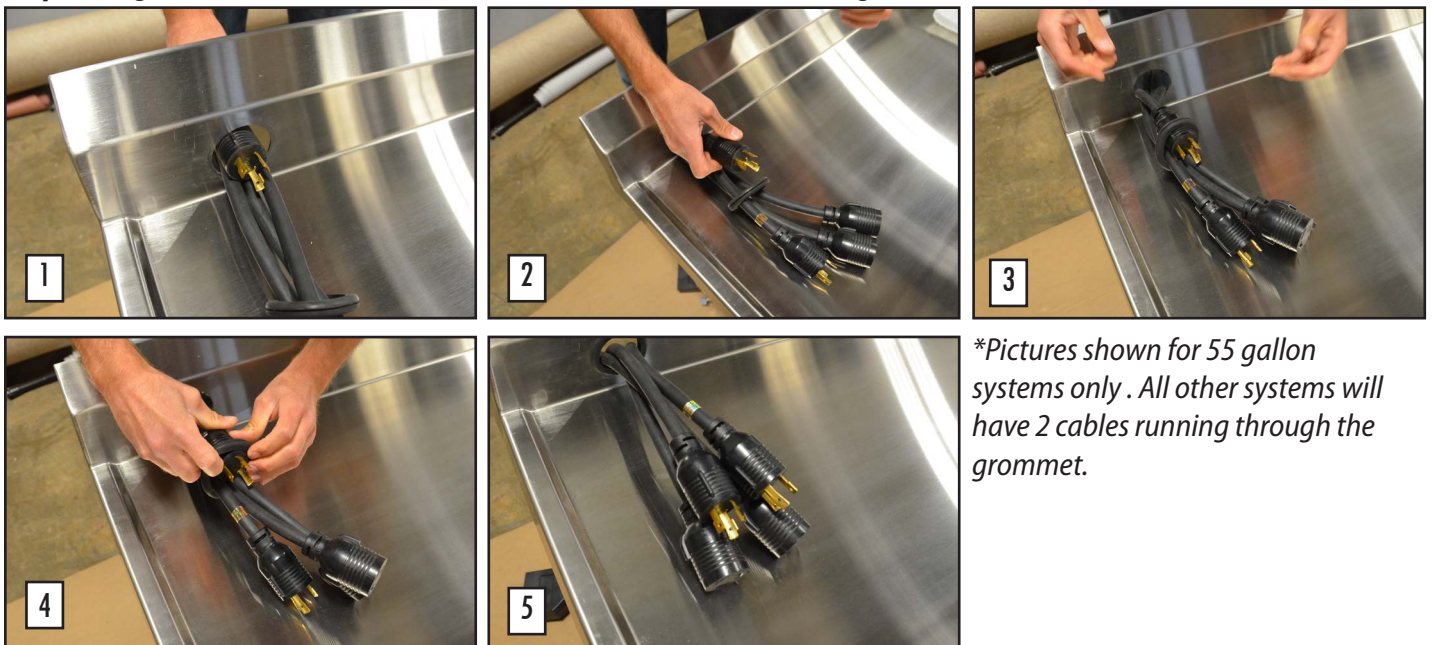 1
2
3
4
5
*Pictures shown for 55 gallon
systems only . All other systems will
have 2 cables running through the
grommet.